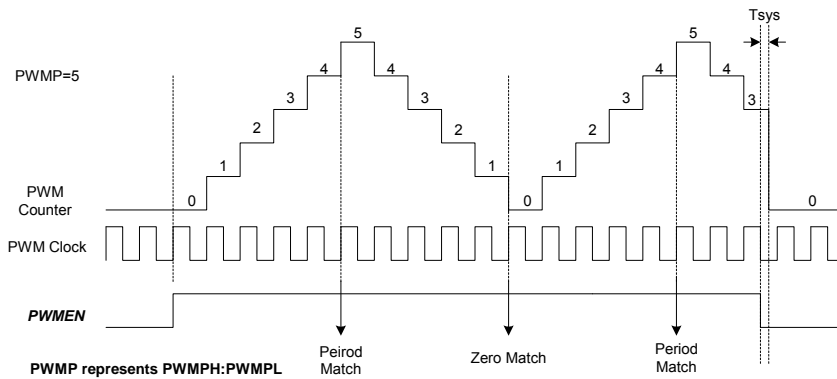 Tsys
5
5
PWMP=5
4
4
4
4
3
3
3
3
2
2
2
1
1
1
PWM
Counter
0
0
0
PWM Clock
PWMEN
Peirod
Match
Zero Match
Period
Match
PWMP represents PWMPH:PWMPL